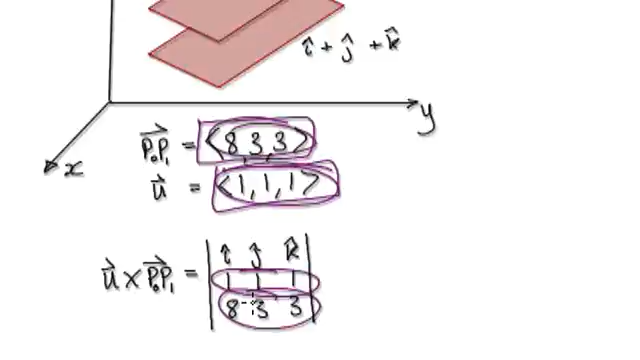 î + ĵ + k̂
y
x
P₀P₁ = <8,3,3>
u⃗ = <1,1,1>
î ĵ k̂
u⃗ × P₀P₁ = | 1 1 1 |
8 3 3